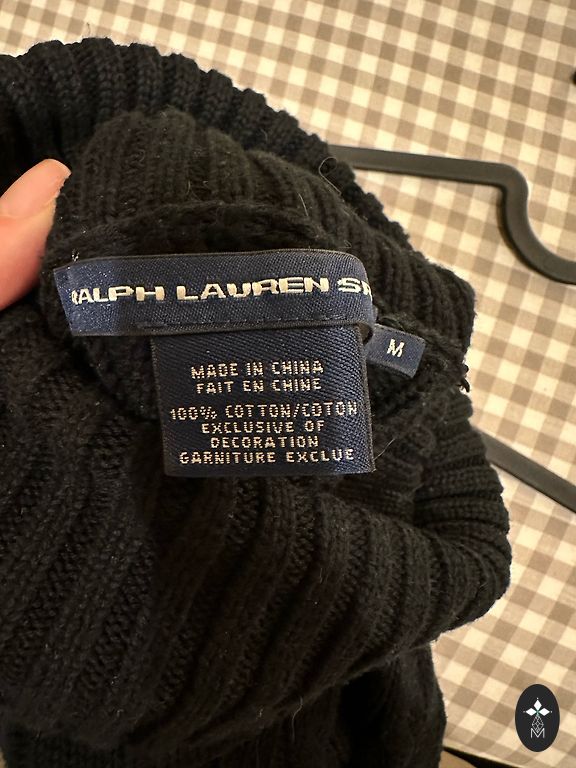 RALPH LAUREN SP
M
MADE IN CHINA
FAIT EN CHINE
100% COTTON/COTON
EXCLUSIVE OF
DECORATION
GARNITURE EXCLUE
M